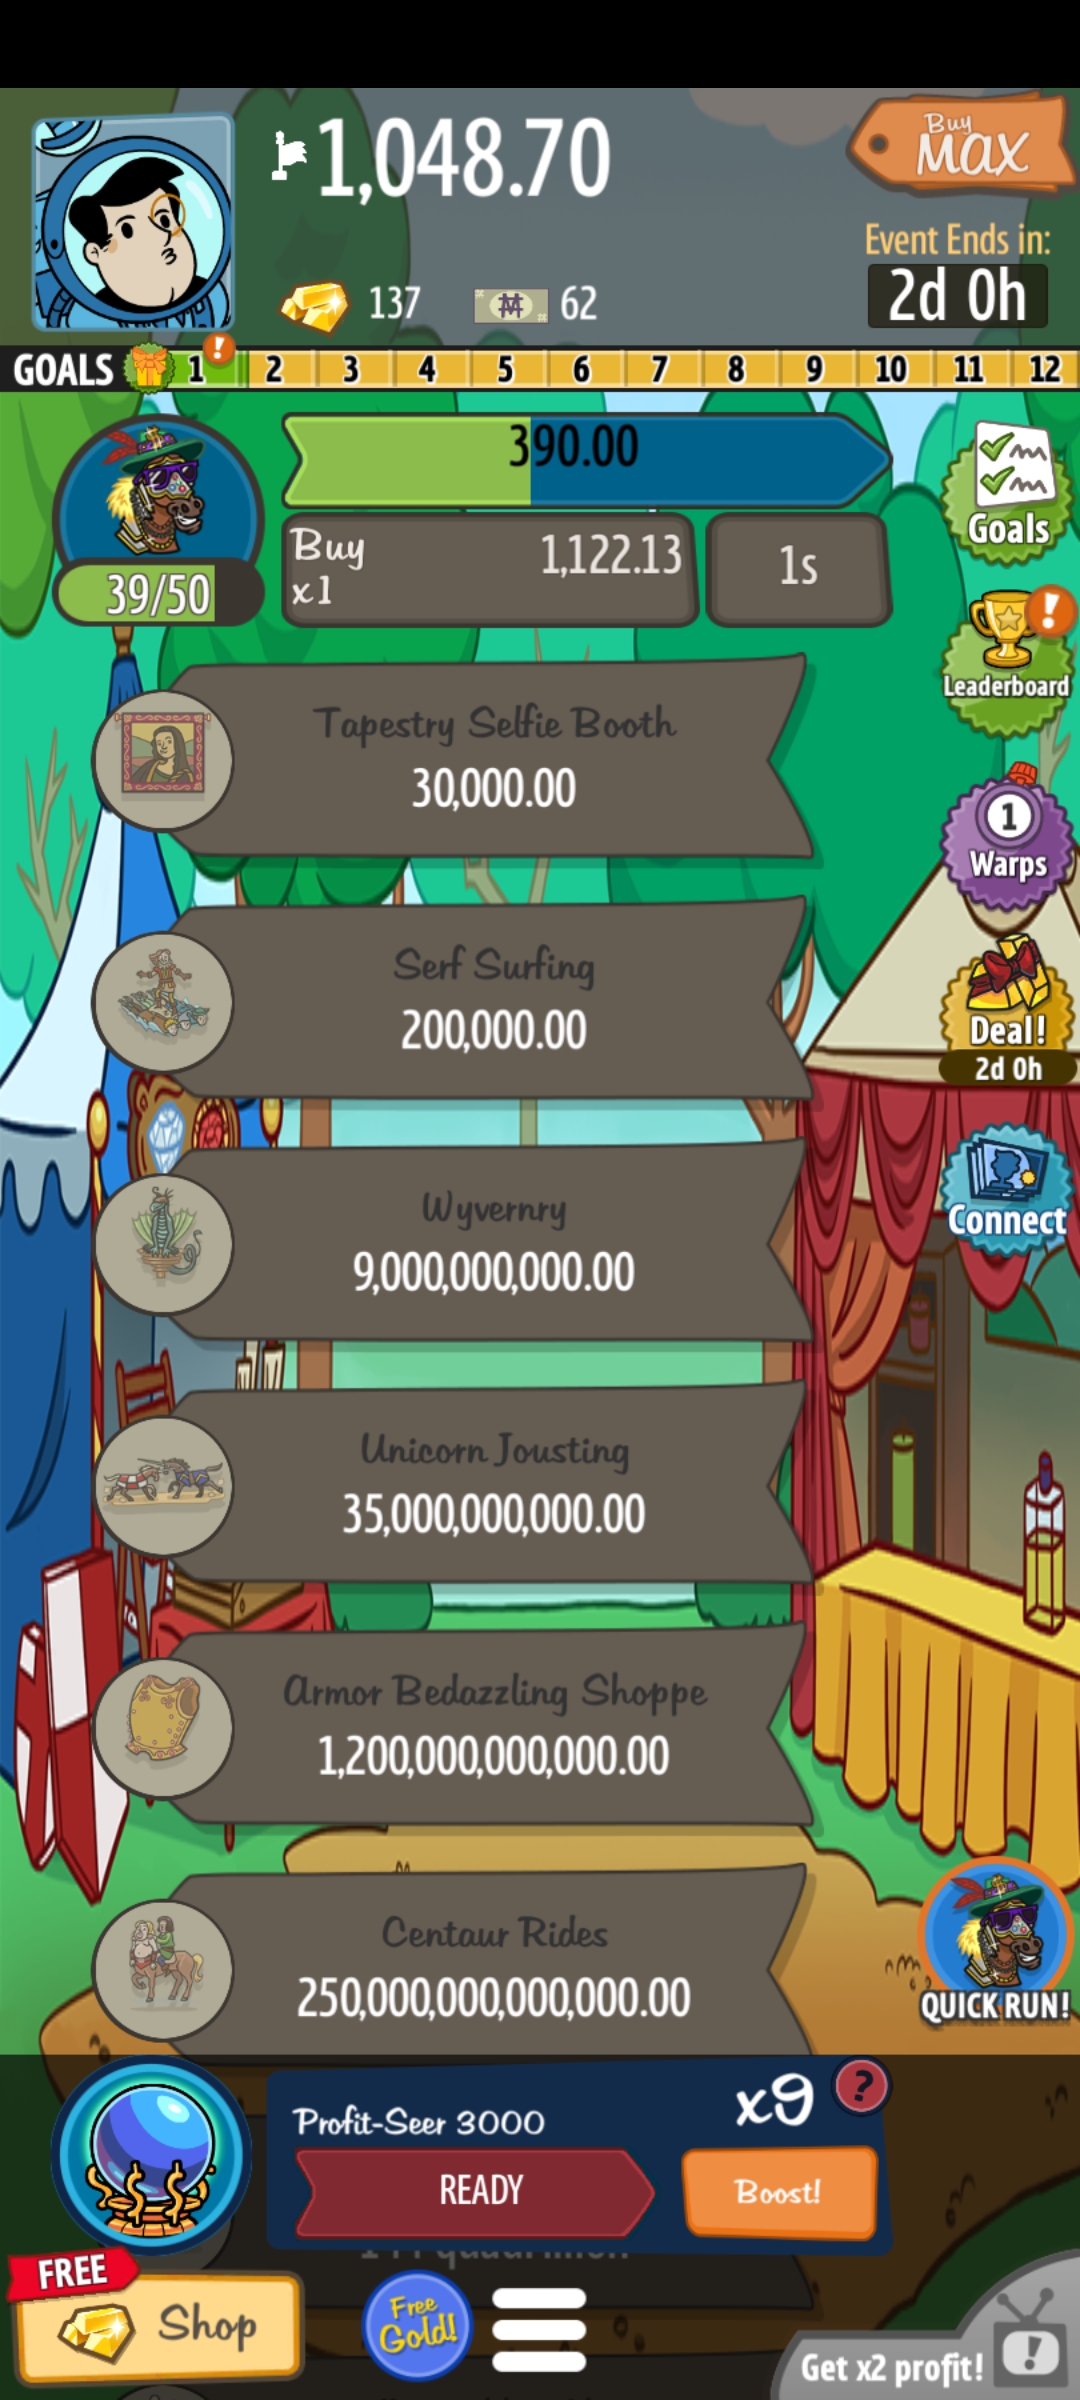 1,048.70
Buy
MAX
Event Ends in:
2d 0h
137
62
GOALS 1 2 3 4 5 6 7 8 9 10 11 12
!
390.00
Buy
x1
1,122.13
1s
39/50
Goals
!
Leaderboard
Tapestry Selfie Booth
30,000.00
1
Warps
Serf Surfing
200,000.00
Deal!
2d 0h
Wyvernry
9,000,000,000.00
Connect
Unicorn Jousting
35,000,000,000.00
Armor Bedazzling Shoppe
1,200,000,000,000.00
Centaur Rides
250,000,000,000,000.00
QUICK RUN!
Profit-Seer 3000
x9
?
READY
Boost!
FREE
Shop
Free
Gold!
Get x2 profit!
!